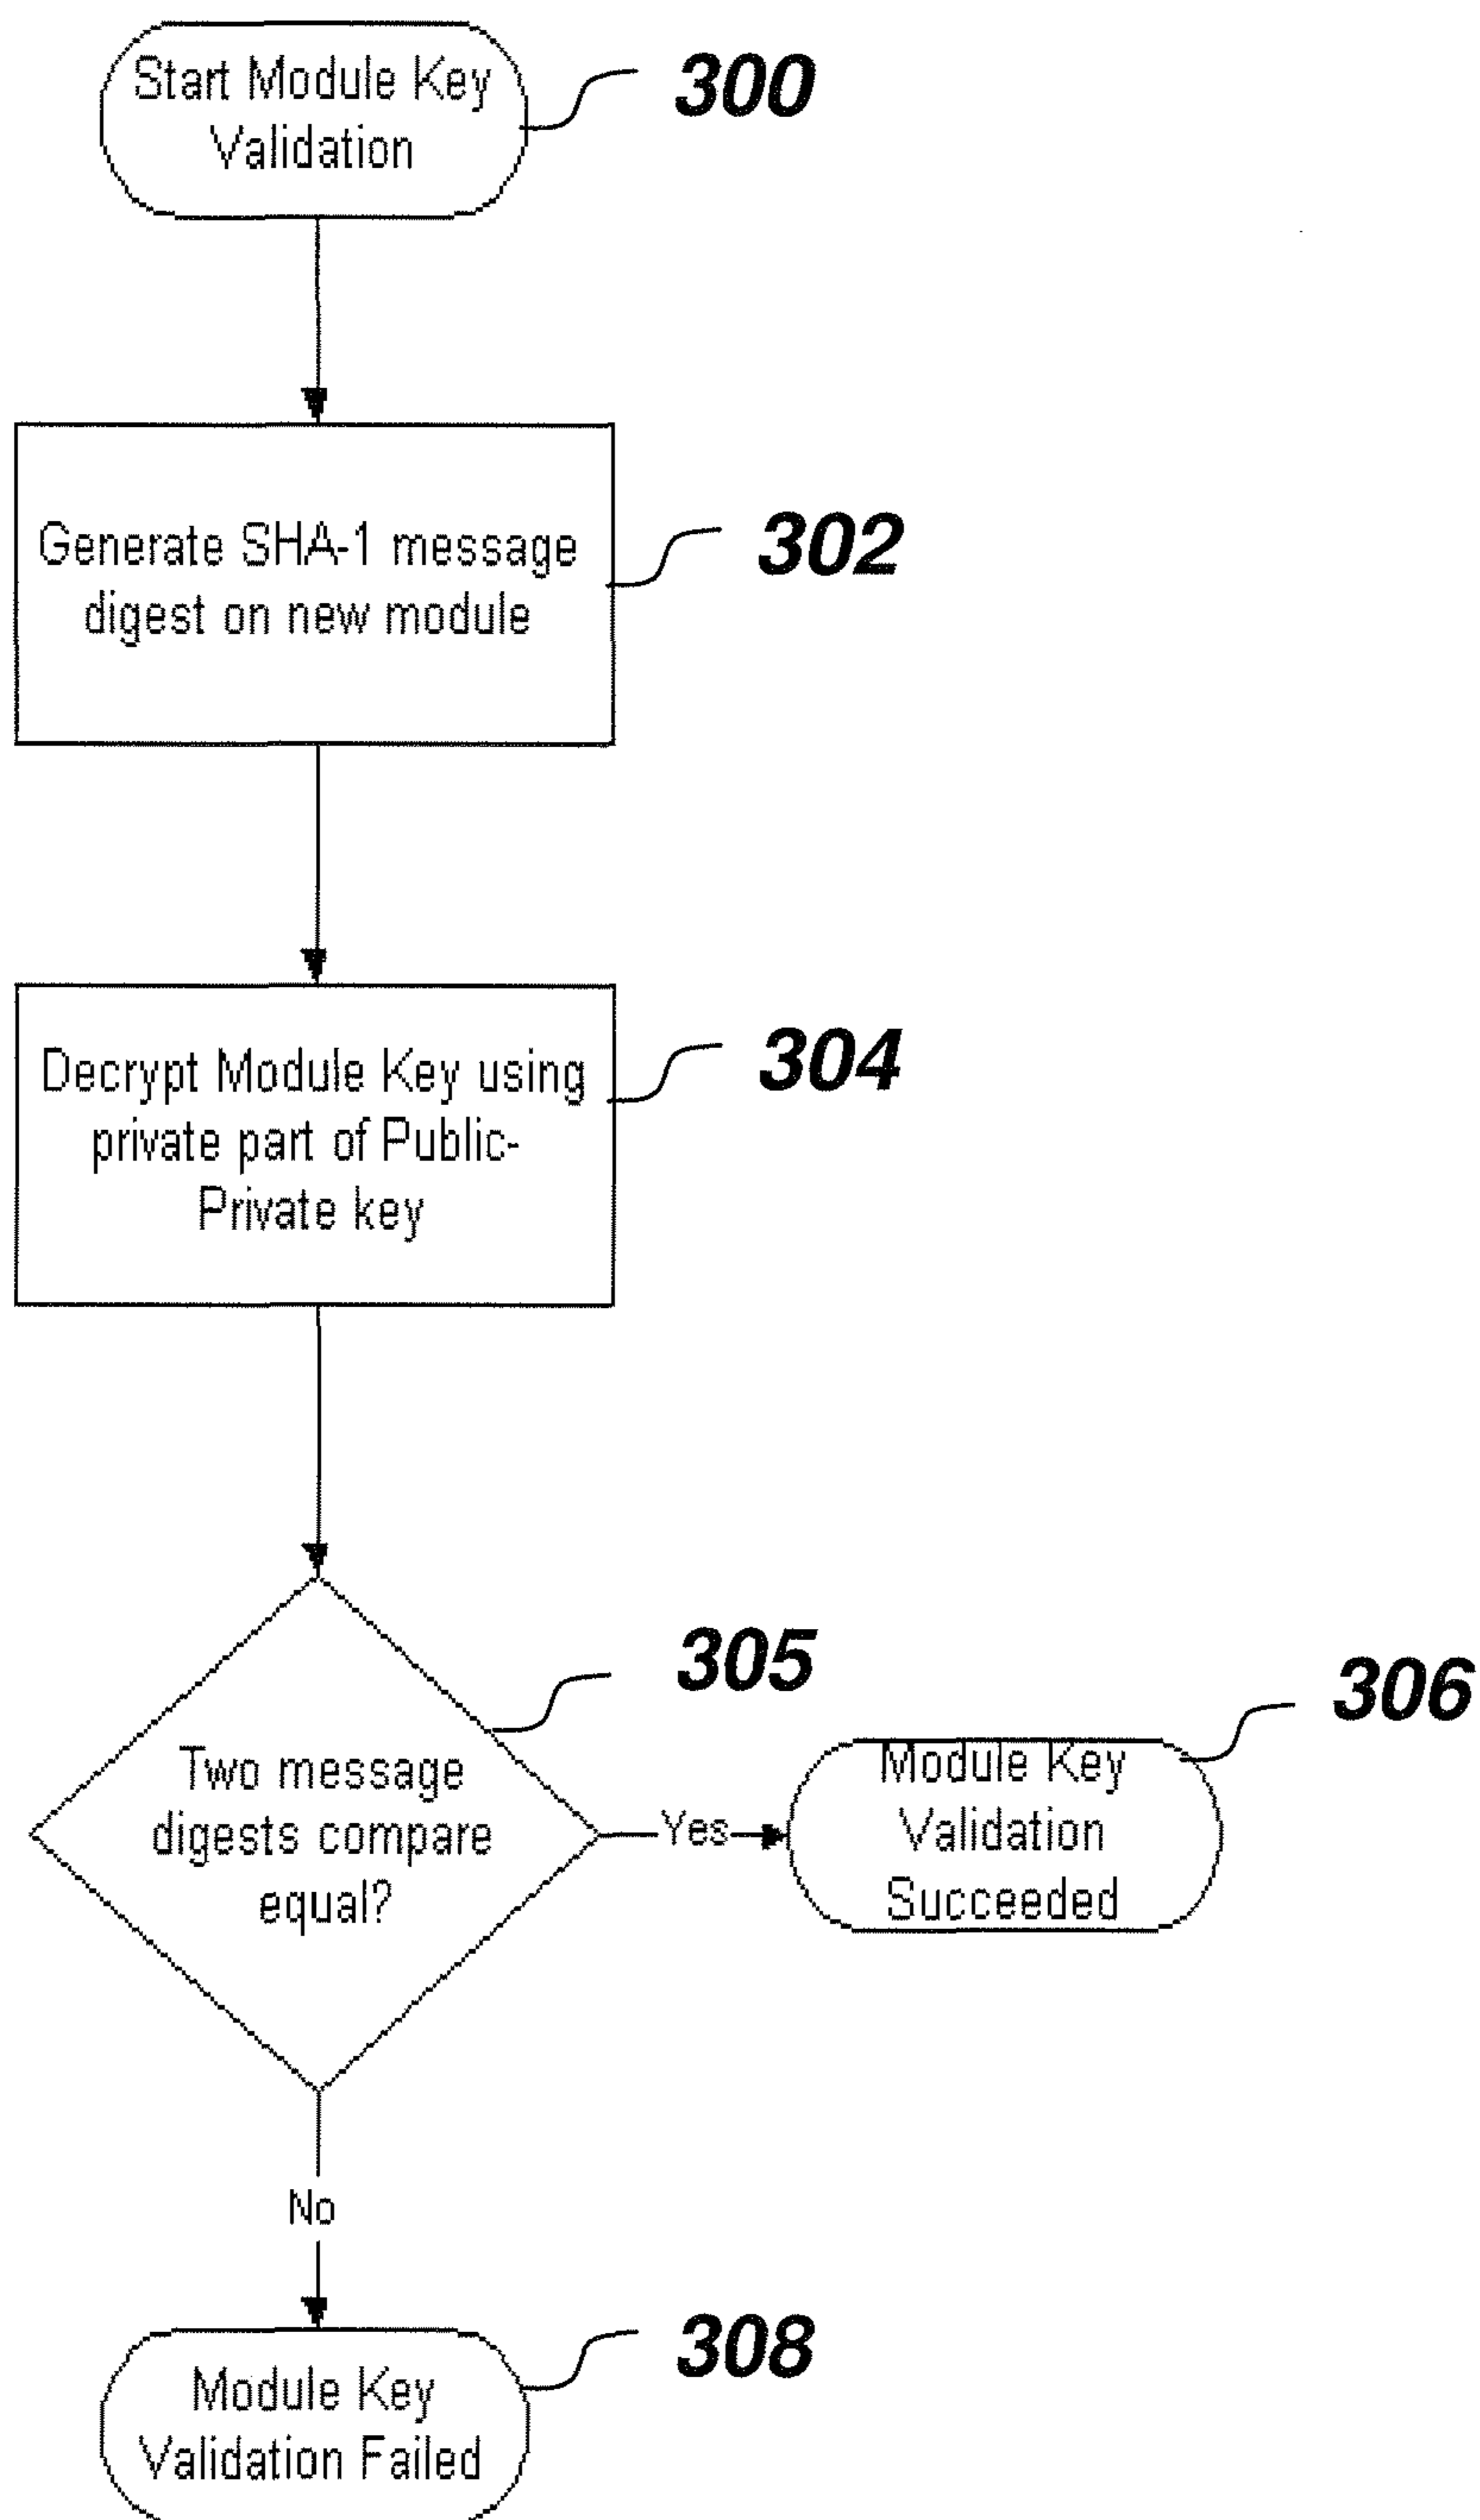 Start Module Key
Validation
300
Generate SHA-1 message
digest on new module
302
Decrypt Module Key using
private part of Public-
Private key
304
Two message
digests compare
equal?
305
Yes
Module Key
Validation
Succeeded
306
No
Module Key
Validation Failed
308